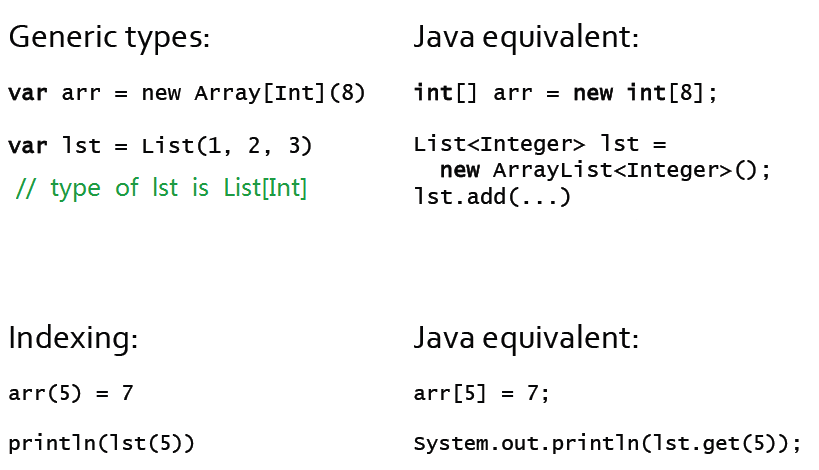 Generic types:
var arr = new Array[Int](8)
var lst = List(1, 2, 3)
// type of lst is List[Int]
Java equivalent:
int[] arr = new int[8];
List<Integer> lst =
new ArrayList<Integer>();
lst.add(...)
Indexing:
arr(5) = 7
println(lst(5))
Java equivalent:
arr[5] = 7;
System.out.println(lst.get(5));